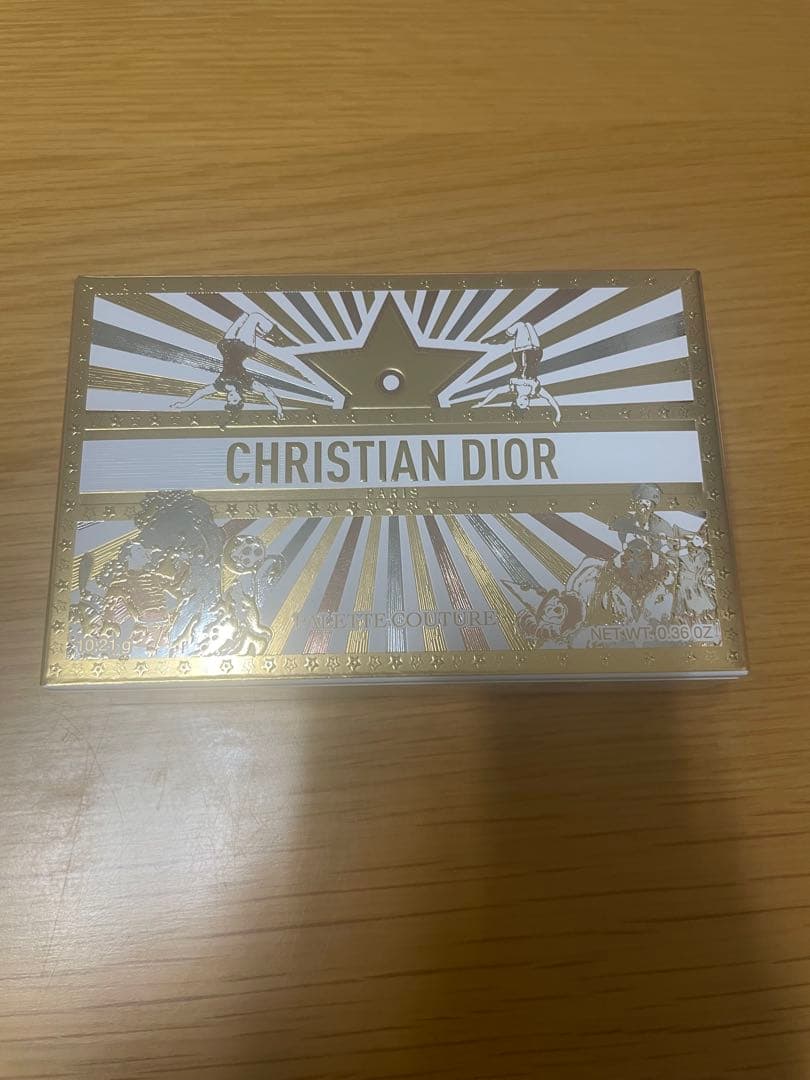 CHRISTIAN DIOR
PARIS
PALETTE COUTURE
10.21 g
NET WT. 0.36 OZ